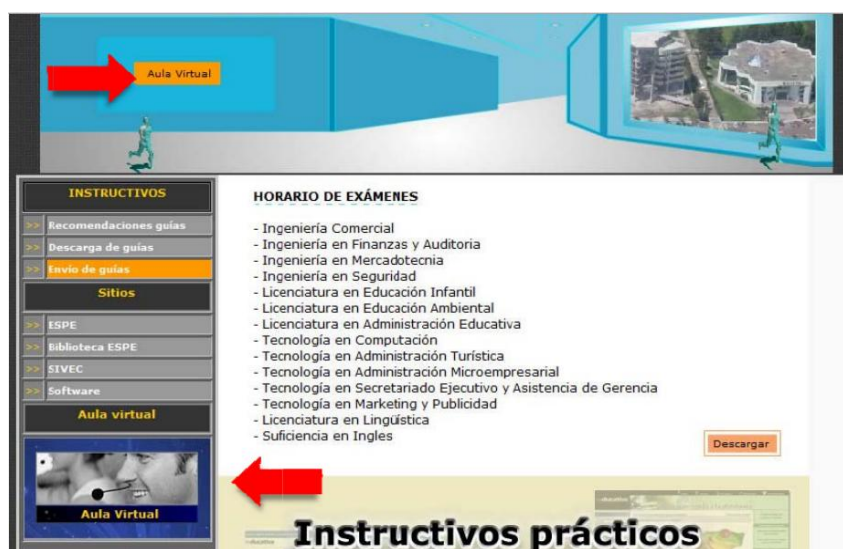 Aula Virtual
INSTRUCTIVOS
>> Recomendaciones guías
>> Descarga de guías
>> Envío de guías
Sitios
>> ESPE
>> Biblioteca ESPE
>> SIVEC
>> Software
Aula virtual
Aula Virtual
HORARIO DE EXÁMENES
- Ingeniería Comercial
- Ingeniería en Finanzas y Auditoria
- Ingeniería en Mercadotecnia
- Ingeniería en Seguridad
- Licenciatura en Educación Infantil
- Licenciatura en Educación Ambiental
- Licenciatura en Administración Educativa
- Tecnología en Computación
- Tecnología en Administración Turística
- Tecnología en Administración Microempresarial
- Tecnología en Secretariado Ejecutivo y Asistencia de Gerencia
- Tecnología en Marketing y Publicidad
- Licenciatura en Lingüística
- Suficiencia en Ingles
Descargar
Instructivos prácticos